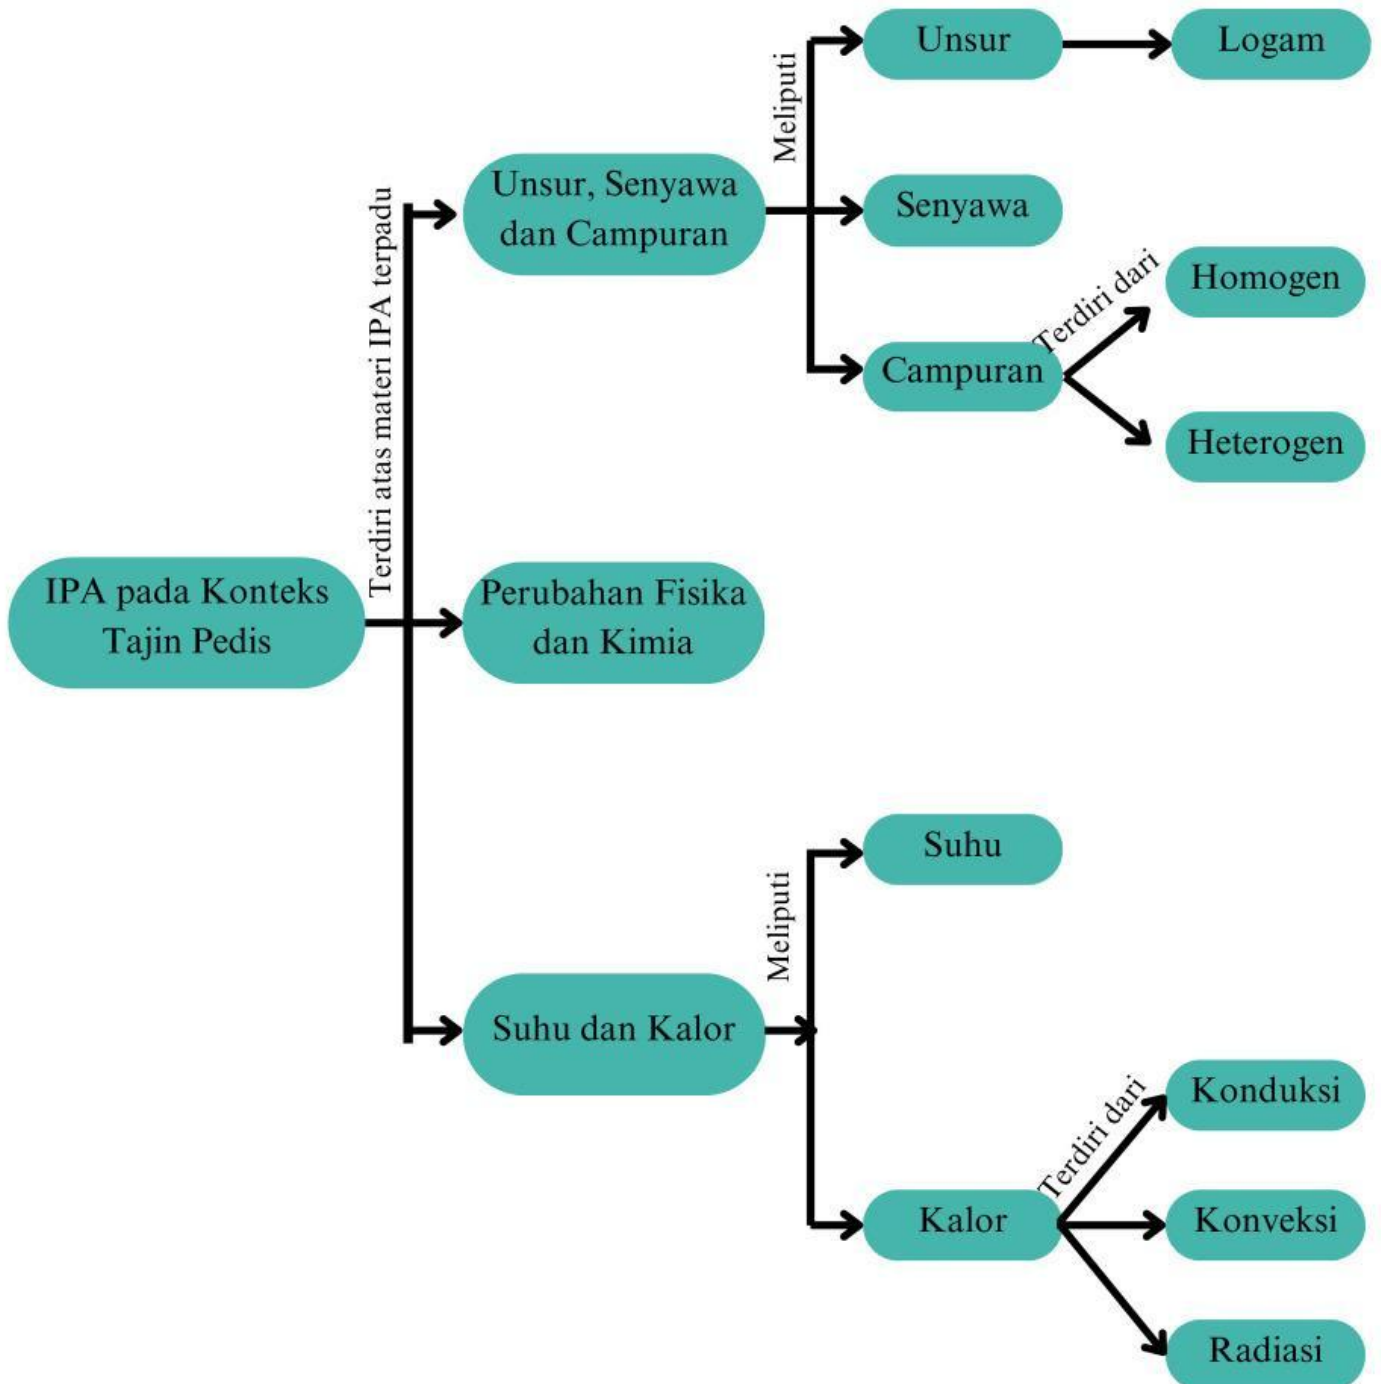 IPA pada Konteks
Tajin Pedis
Terdiri atas materi IPA terpadu
Unsur, Senyawa
dan Campuran
Meliputi
Unsur
Logam
Senyawa
Campuran
Terdiri dari
Homogen
Heterogen
Perubahan Fisika
dan Kimia
Suhu dan Kalor
Meliputi
Suhu
Kalor
Terdiri dari
Konduksi
Konveksi
Radiasi